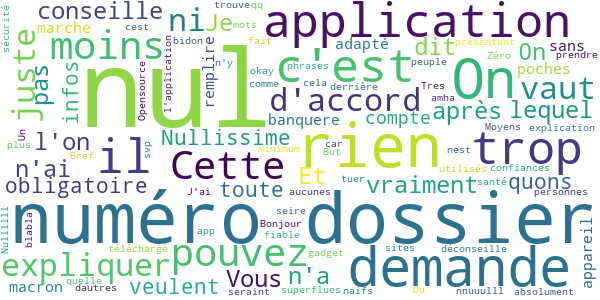 sécurité
conseille
marche
juste
moins
pas
infos
ni
Je
trouve
qq
mots
cest
bidon
fait
remplire
n'y
application
c'est
okay
comme
phrases
cela
adapté
derrière
peuple
dit
On
présentant
Zéro
sans
prendre
poches
On
vaut
lequel
nul
Opensource
l'application
d'accord
banquere
compte
Tres
amha
après
Moyens
explication
Un
plus
l'on
n'ai
il
Nullissime
rien
car
But
trop
Bref
svp
Cette
Et
minimum
tuer
nest
utilisés
confiances
obligatoire
J'ai
toute
aucunes
vraiment
santé
quons
personnes
Nullllll
blabla
numéro
dossier
app
Bonjour
seire
fiable
appareil
télécharge
pouvez
gadget
sites
déconseille
expliquer
demande
macron
quelle
dautres
veulent
Vous
seraint
n'a
superflues
naifs
Ou
nnuuulll
absolument